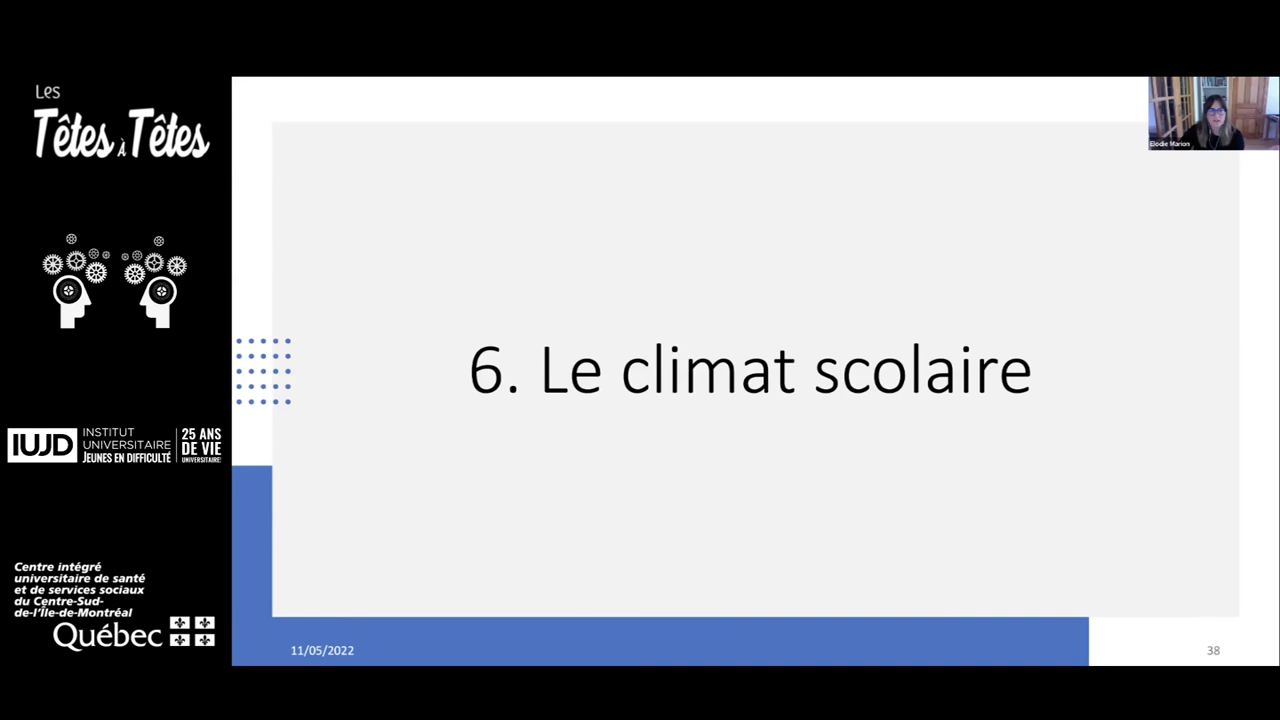 Les
Têtes à Têtes
IUJD
INSTITUT
UNIVERSITAIRE
JEUNES EN DIFFICULTÉ
25 ANS
DE VIE
UNIVERSITAIRE!
Centre intégré
universitaire de santé
et de services sociaux
du Centre-Sud-
de-l'Île-de-Montréal
Québec
Elodie Marion
6. Le climat scolaire
11/05/2022
38